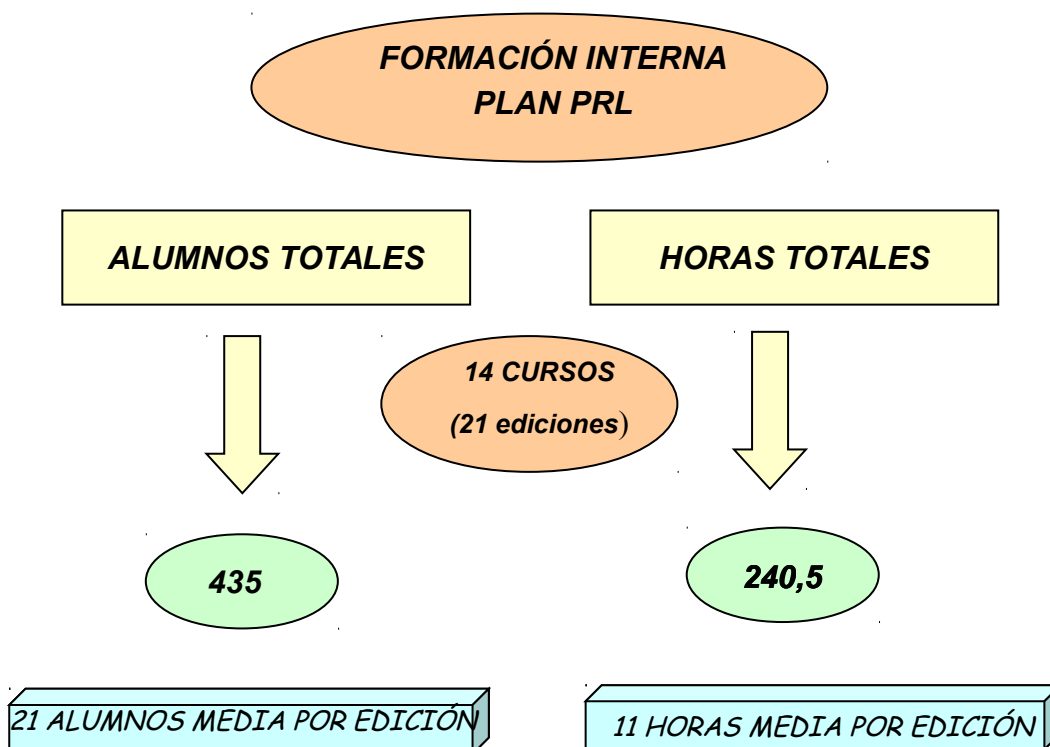 FORMACIÓN INTERNA
PLAN PRL
ALUMNOS TOTALES
HORAS TOTALES
14 CURSOS
(21 ediciones)
435
240,5
21 ALUMNOS MEDIA POR EDICIÓN
11 HORAS MEDIA POR EDICIÓN